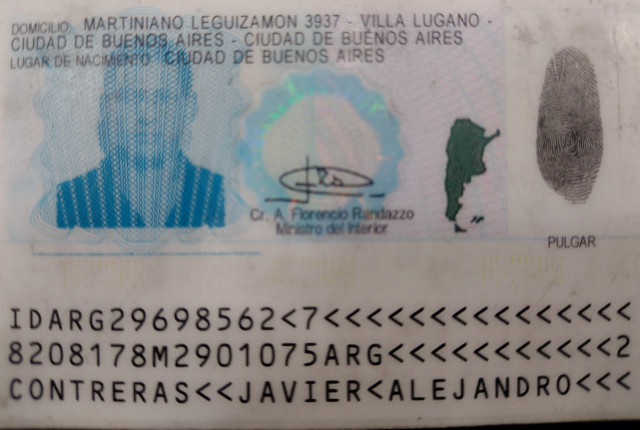 DOMICILIO: MARTINIANO LEGUIZAMON 3937 - VILLA LUGANO -
CIUDAD DE BUENOS AIRES - CIUDAD DE BUENOS AIRES
LUGAR DE NACIMIENTO: CIUDAD DE BUENOS AIRES
Cr. A. Florencio Randazzo
Ministro del Interior
PULGAR
IDARG29698562<7<<<<<<<<<<<<<<<
8208178M2901075ARG<<<<<<<<<<<2
CONTRERAS<<JAVIER<ALEJANDRO<<<